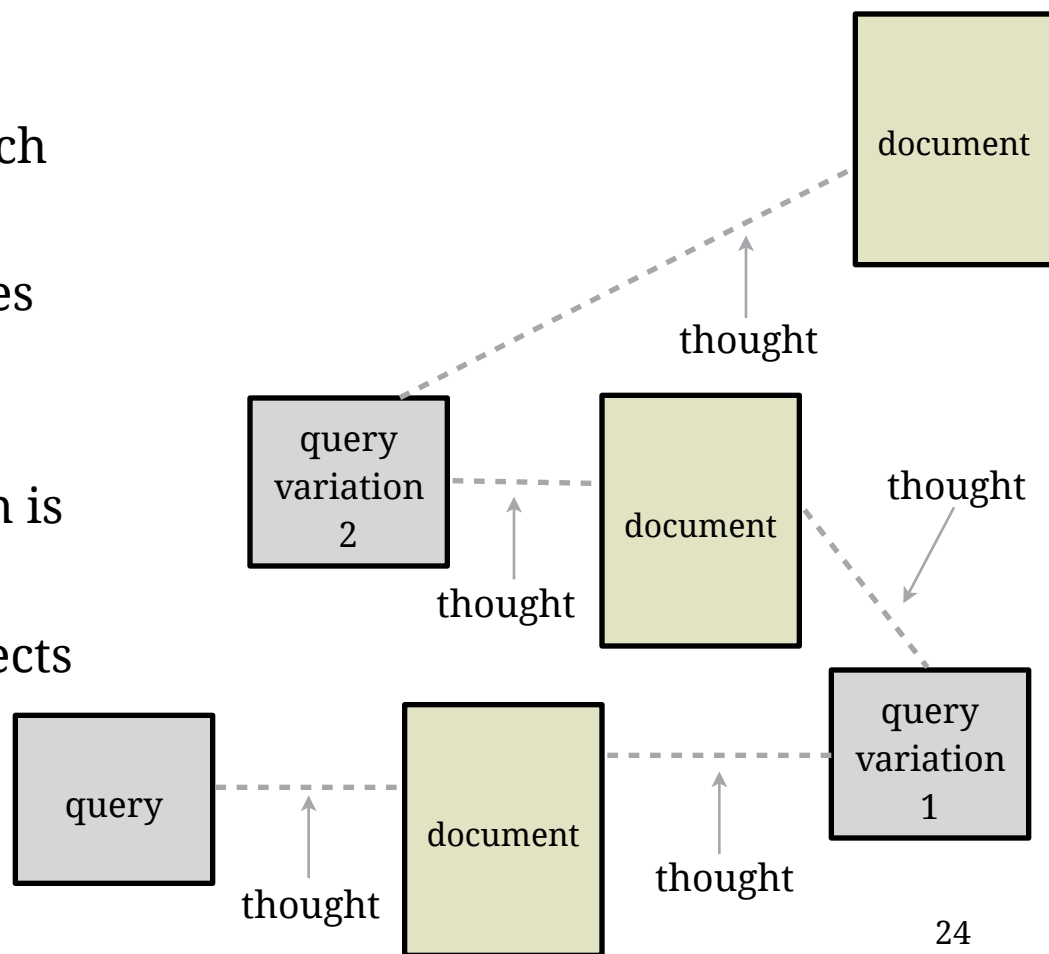 ch
document
es
thought
query
variation
2
thought
n is
document
thought
ects
query
variation
1
query
document
thought
thought
24